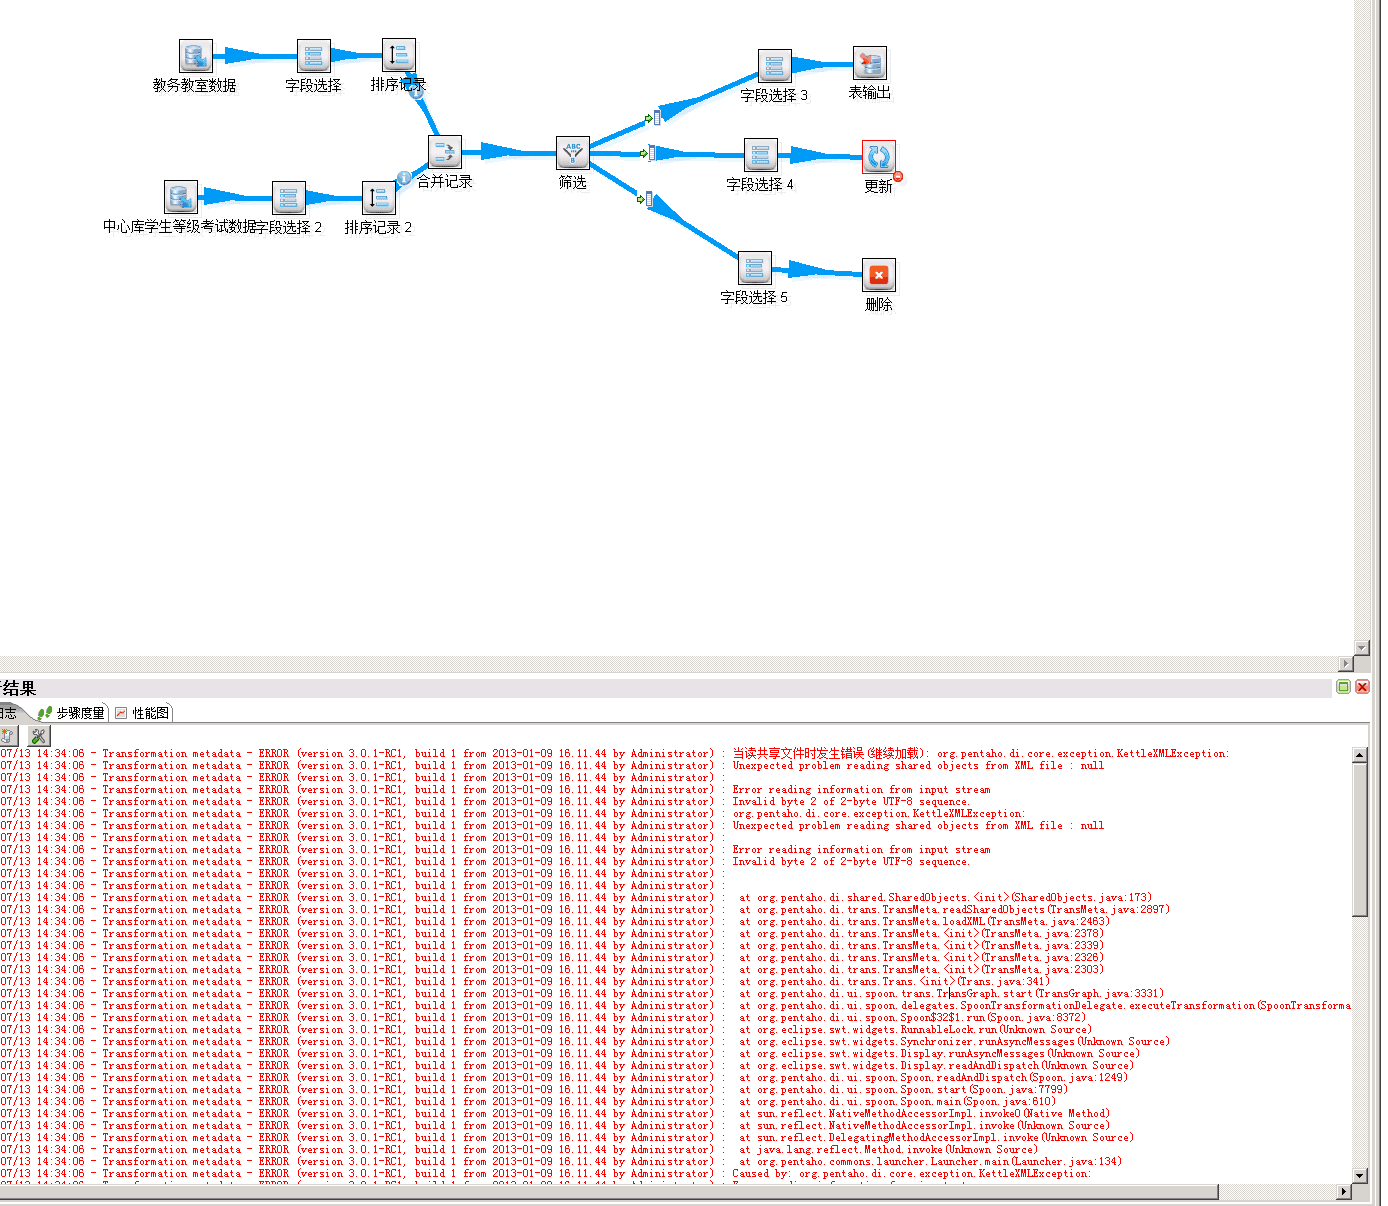 教务教室数据
字段选择
排序记录
字段选择 3
表输出
合并记录
筛选
字段选择 4
更新
中心库学生等级考试数据
字段选择 2
排序记录 2
字段选择 5
删除
结果
日志
步骤度量
性能图
07/13 14:34:06 - Transformation metadata - ERROR (version 3.0.1-RC1, build 1 from 2013-01-09 16.11.44 by Administrator) : 当读共享文件时发生错误(继续加载): org.pentaho.di.core.exception.KettleXMLException:
07/13 14:34:06 - Transformation metadata - ERROR (version 3.0.1-RC1, build 1 from 2013-01-09 16.11.44 by Administrator) : Unexpected problem reading shared objects from XML file : null
07/13 14:34:06 - Transformation metadata - ERROR (version 3.0.1-RC1, build 1 from 2013-01-09 16.11.44 by Administrator) :
07/13 14:34:06 - Transformation metadata - ERROR (version 3.0.1-RC1, build 1 from 2013-01-09 16.11.44 by Administrator) : Error reading information from input stream
07/13 14:34:06 - Transformation metadata - ERROR (version 3.0.1-RC1, build 1 from 2013-01-09 16.11.44 by Administrator) : Invalid byte 2 of 2-byte UTF-8 sequence.
07/13 14:34:06 - Transformation metadata - ERROR (version 3.0.1-RC1, build 1 from 2013-01-09 16.11.44 by Administrator) : org.pentaho.di.core.exception.KettleXMLException:
07/13 14:34:06 - Transformation metadata - ERROR (version 3.0.1-RC1, build 1 from 2013-01-09 16.11.44 by Administrator) : Unexpected problem reading shared objects from XML file : null
07/13 14:34:06 - Transformation metadata - ERROR (version 3.0.1-RC1, build 1 from 2013-01-09 16.11.44 by Administrator) :
07/13 14:34:06 - Transformation metadata - ERROR (version 3.0.1-RC1, build 1 from 2013-01-09 16.11.44 by Administrator) : Error reading information from input stream
07/13 14:34:06 - Transformation metadata - ERROR (version 3.0.1-RC1, build 1 from 2013-01-09 16.11.44 by Administrator) : Invalid byte 2 of 2-byte UTF-8 sequence.
07/13 14:34:06 - Transformation metadata - ERROR (version 3.0.1-RC1, build 1 from 2013-01-09 16.11.44 by Administrator) :
07/13 14:34:06 - Transformation metadata - ERROR (version 3.0.1-RC1, build 1 from 2013-01-09 16.11.44 by Administrator) :
07/13 14:34:06 - Transformation metadata - ERROR (version 3.0.1-RC1, build 1 from 2013-01-09 16.11.44 by Administrator) : at org.pentaho.di.shared.SharedObjects.<init>(SharedObjects.java:173)
07/13 14:34:06 - Transformation metadata - ERROR (version 3.0.1-RC1, build 1 from 2013-01-09 16.11.44 by Administrator) : at org.pentaho.di.trans.TransMeta.readSharedObjects(TransMeta.java:2897)
07/13 14:34:06 - Transformation metadata - ERROR (version 3.0.1-RC1, build 1 from 2013-01-09 16.11.44 by Administrator) : at org.pentaho.di.trans.TransMeta.loadXML(TransMeta.java:2463)
07/13 14:34:06 - Transformation metadata - ERROR (version 3.0.1-RC1, build 1 from 2013-01-09 16.11.44 by Administrator) : at org.pentaho.di.trans.TransMeta.<init>(TransMeta.java:2378)
07/13 14:34:06 - Transformation metadata - ERROR (version 3.0.1-RC1, build 1 from 2013-01-09 16.11.44 by Administrator) : at org.pentaho.di.trans.TransMeta.<init>(TransMeta.java:2339)
07/13 14:34:06 - Transformation metadata - ERROR (version 3.0.1-RC1, build 1 from 2013-01-09 16.11.44 by Administrator) : at org.pentaho.di.trans.TransMeta.<init>(TransMeta.java:2326)
07/13 14:34:06 - Transformation metadata - ERROR (version 3.0.1-RC1, build 1 from 2013-01-09 16.11.44 by Administrator) : at org.pentaho.di.trans.TransMeta.<init>(TransMeta.java:2303)
07/13 14:34:06 - Transformation metadata - ERROR (version 3.0.1-RC1, build 1 from 2013-01-09 16.11.44 by Administrator) : at org.pentaho.di.trans.Trans.<init>(Trans.java:341)
07/13 14:34:06 - Transformation metadata - ERROR (version 3.0.1-RC1, build 1 from 2013-01-09 16.11.44 by Administrator) : at org.pentaho.di.ui.spoon.trans.TransGraph.start(TransGraph.java:3331)
07/13 14:34:06 - Transformation metadata - ERROR (version 3.0.1-RC1, build 1 from 2013-01-09 16.11.44 by Administrator) : at org.pentaho.di.ui.spoon.delegates.SpoonTransformationDelegate.executeTransformation(SpoonTransforma
07/13 14:34:06 - Transformation metadata - ERROR (version 3.0.1-RC1, build 1 from 2013-01-09 16.11.44 by Administrator) : at org.pentaho.di.ui.spoon.Spoon$32$1.run(Spoon.java:8372)
07/13 14:34:06 - Transformation metadata - ERROR (version 3.0.1-RC1, build 1 from 2013-01-09 16.11.44 by Administrator) : at org.eclipse.swt.widgets.RunnableLock.run(Unknown Source)
07/13 14:34:06 - Transformation metadata - ERROR (version 3.0.1-RC1, build 1 from 2013-01-09 16.11.44 by Administrator) : at org.eclipse.swt.widgets.Synchronizer.runAsyncMessages(Unknown Source)
07/13 14:34:06 - Transformation metadata - ERROR (version 3.0.1-RC1, build 1 from 2013-01-09 16.11.44 by Administrator) : at org.eclipse.swt.widgets.Display.runAsyncMessages(Unknown Source)
07/13 14:34:06 - Transformation metadata - ERROR (version 3.0.1-RC1, build 1 from 2013-01-09 16.11.44 by Administrator) : at org.eclipse.swt.widgets.Display.readAndDispatch(Unknown Source)
07/13 14:34:06 - Transformation metadata - ERROR (version 3.0.1-RC1, build 1 from 2013-01-09 16.11.44 by Administrator) : at org.pentaho.di.ui.spoon.Spoon.readAndDispatch(Spoon.java:1249)
07/13 14:34:06 - Transformation metadata - ERROR (version 3.0.1-RC1, build 1 from 2013-01-09 16.11.44 by Administrator) : at org.pentaho.di.ui.spoon.Spoon.start(Spoon.java:7799)
07/13 14:34:06 - Transformation metadata - ERROR (version 3.0.1-RC1, build 1 from 2013-01-09 16.11.44 by Administrator) : at org.pentaho.di.ui.spoon.Spoon.main(Spoon.java:610)
07/13 14:34:06 - Transformation metadata - ERROR (version 3.0.1-RC1, build 1 from 2013-01-09 16.11.44 by Administrator) : at sun.reflect.NativeMethodAccessorImpl.invoke0(Native Method)
07/13 14:34:06 - Transformation metadata - ERROR (version 3.0.1-RC1, build 1 from 2013-01-09 16.11.44 by Administrator) : at sun.reflect.NativeMethodAccessorImpl.invoke(Unknown Source)
07/13 14:34:06 - Transformation metadata - ERROR (version 3.0.1-RC1, build 1 from 2013-01-09 16.11.44 by Administrator) : at sun.reflect.DelegatingMethodAccessorImpl.invoke(Unknown Source)
07/13 14:34:06 - Transformation metadata - ERROR (version 3.0.1-RC1, build 1 from 2013-01-09 16.11.44 by Administrator) : at java.lang.reflect.Method.invoke(Unknown Source)
07/13 14:34:06 - Transformation metadata - ERROR (version 3.0.1-RC1, build 1 from 2013-01-09 16.11.44 by Administrator) : at org.pentaho.commons.launcher.Launcher.main(Launcher.java:134)
07/13 14:34:06 - Transformation metadata - ERROR (version 3.0.1-RC1, build 1 from 2013-01-09 16.11.44 by Administrator) : Caused by: org.pentaho.di.core.exception.KettleXMLException: